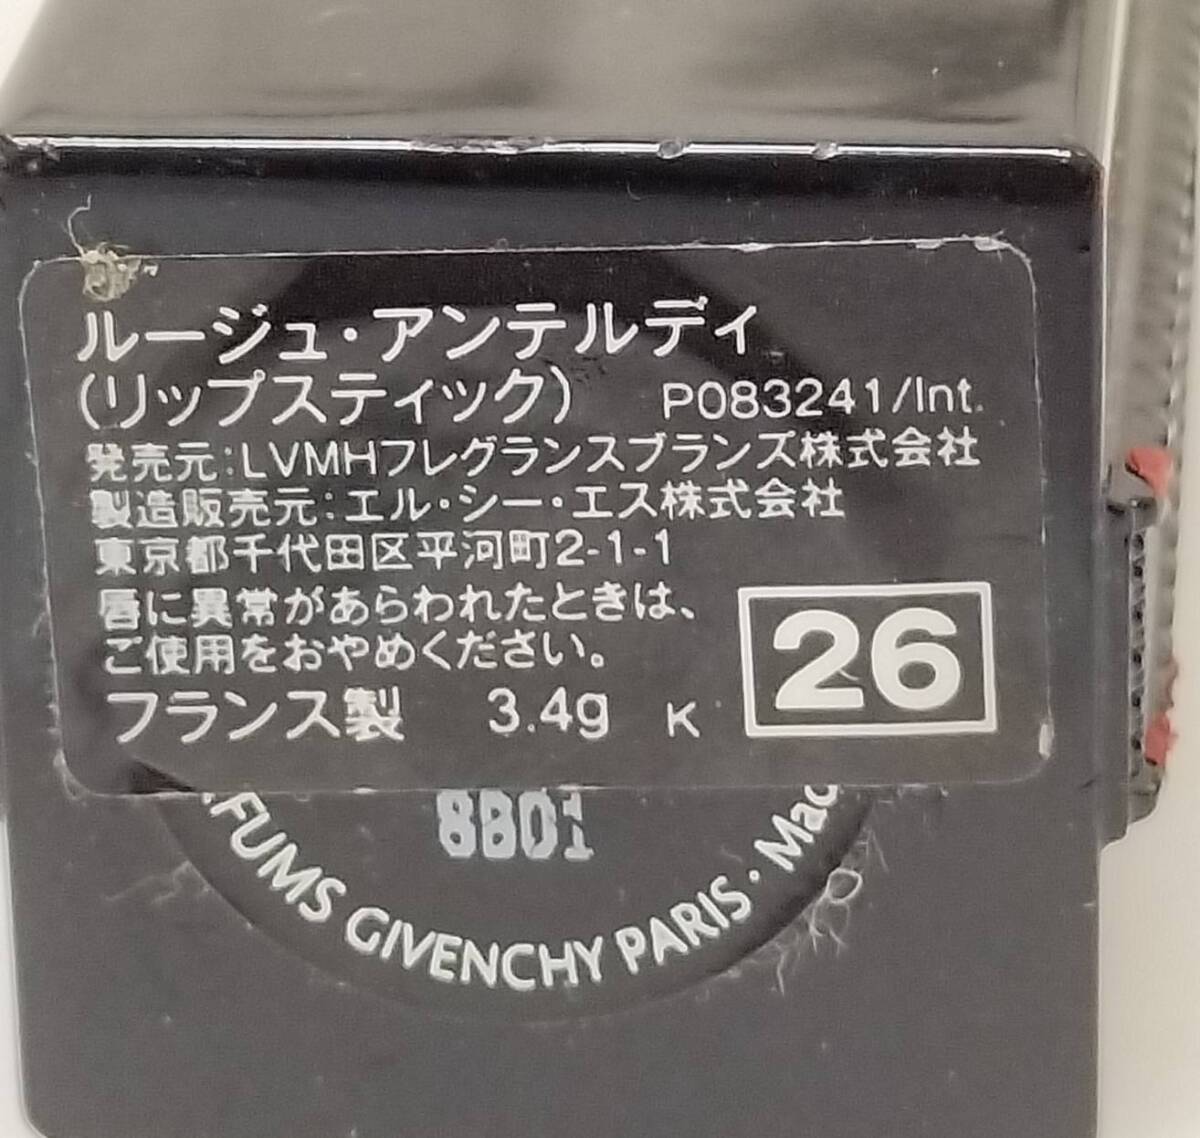 ルージュ・アンテルディ
(リップスティック) P083241/Int.
発売元:LVMHフレグランスブランズ株式会社
製造販売元:エル・シー・エス株式会社
東京都千代田区平河町2-1-1
唇に異常があらわれたときは、
ご使用をおやめください。
フランス製 3.4g K 26
8B01
GIVENCHY PARIS・